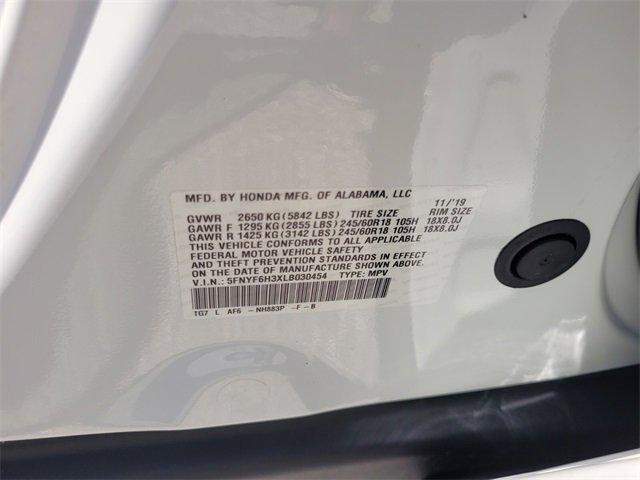 MFD. BY HONDA MFG. OF ALABAMA, LLC 11/'19
GVWR 2650 KG (5842 LBS) TIRE SIZE RIM SIZE
GAWR F 1295 KG (2855 LBS) 245/60R18 105H 18X8.0J
GAWR R 1425 KG (3142 LBS) 245/60R18 105H 18X8.0J
THIS VEHICLE CONFORMS TO ALL APPLICABLE
FEDERAL MOTOR VEHICLE SAFETY
AND THEFT PREVENTION STANDARDS IN EFFECT
ON THE DATE OF MANUFACTURE SHOWN ABOVE.
V.I.N.: 5FNYF6H3XLB030454 TYPE: MPV
TG7 L AF6 -NH883P -F-B